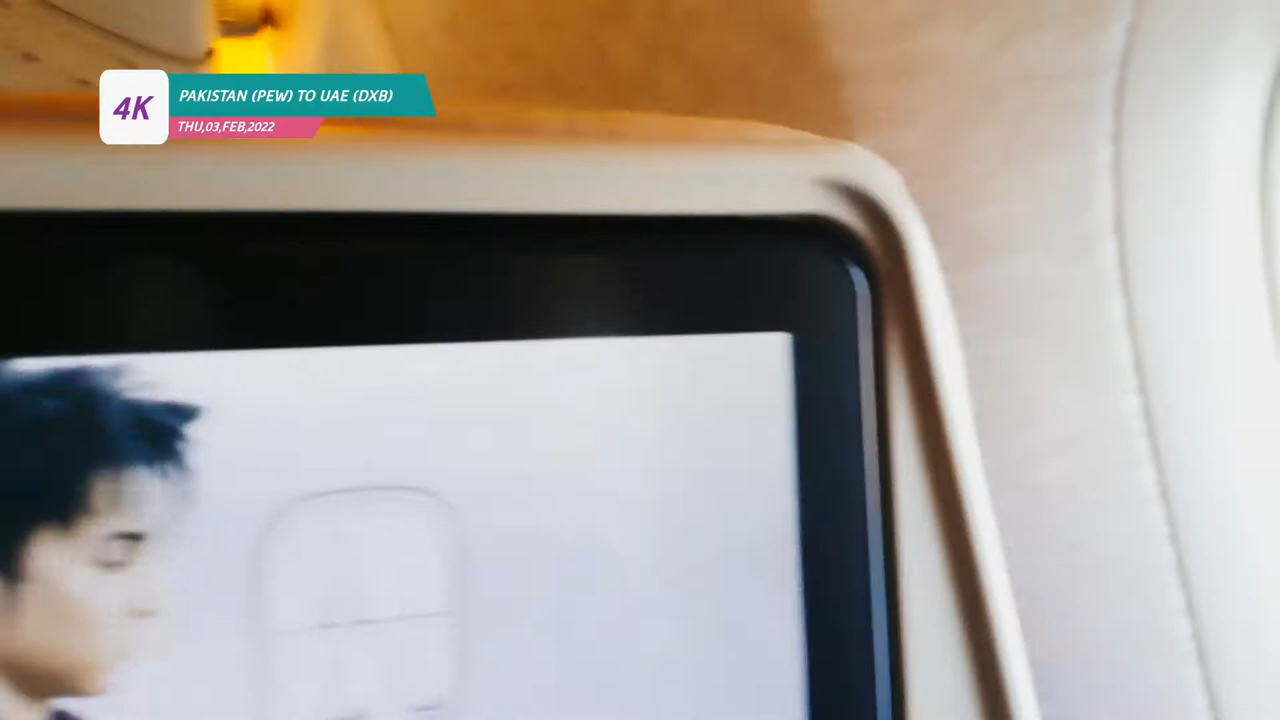 4K
PAKISTAN (PEW) TO UAE (DXB)
THU,03,FEB,2022